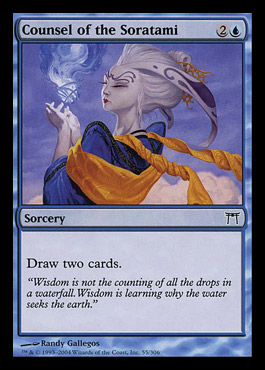 Counsel of the Soratami 2
Sorcery
Draw two cards.
“Wisdom is not the counting of all the drops
in a waterfall. Wisdom is learning why the water
seeks the earth.”
Randy Gallegos
™ & © 1993-2004 Wizards of the Coast, Inc. 55/306